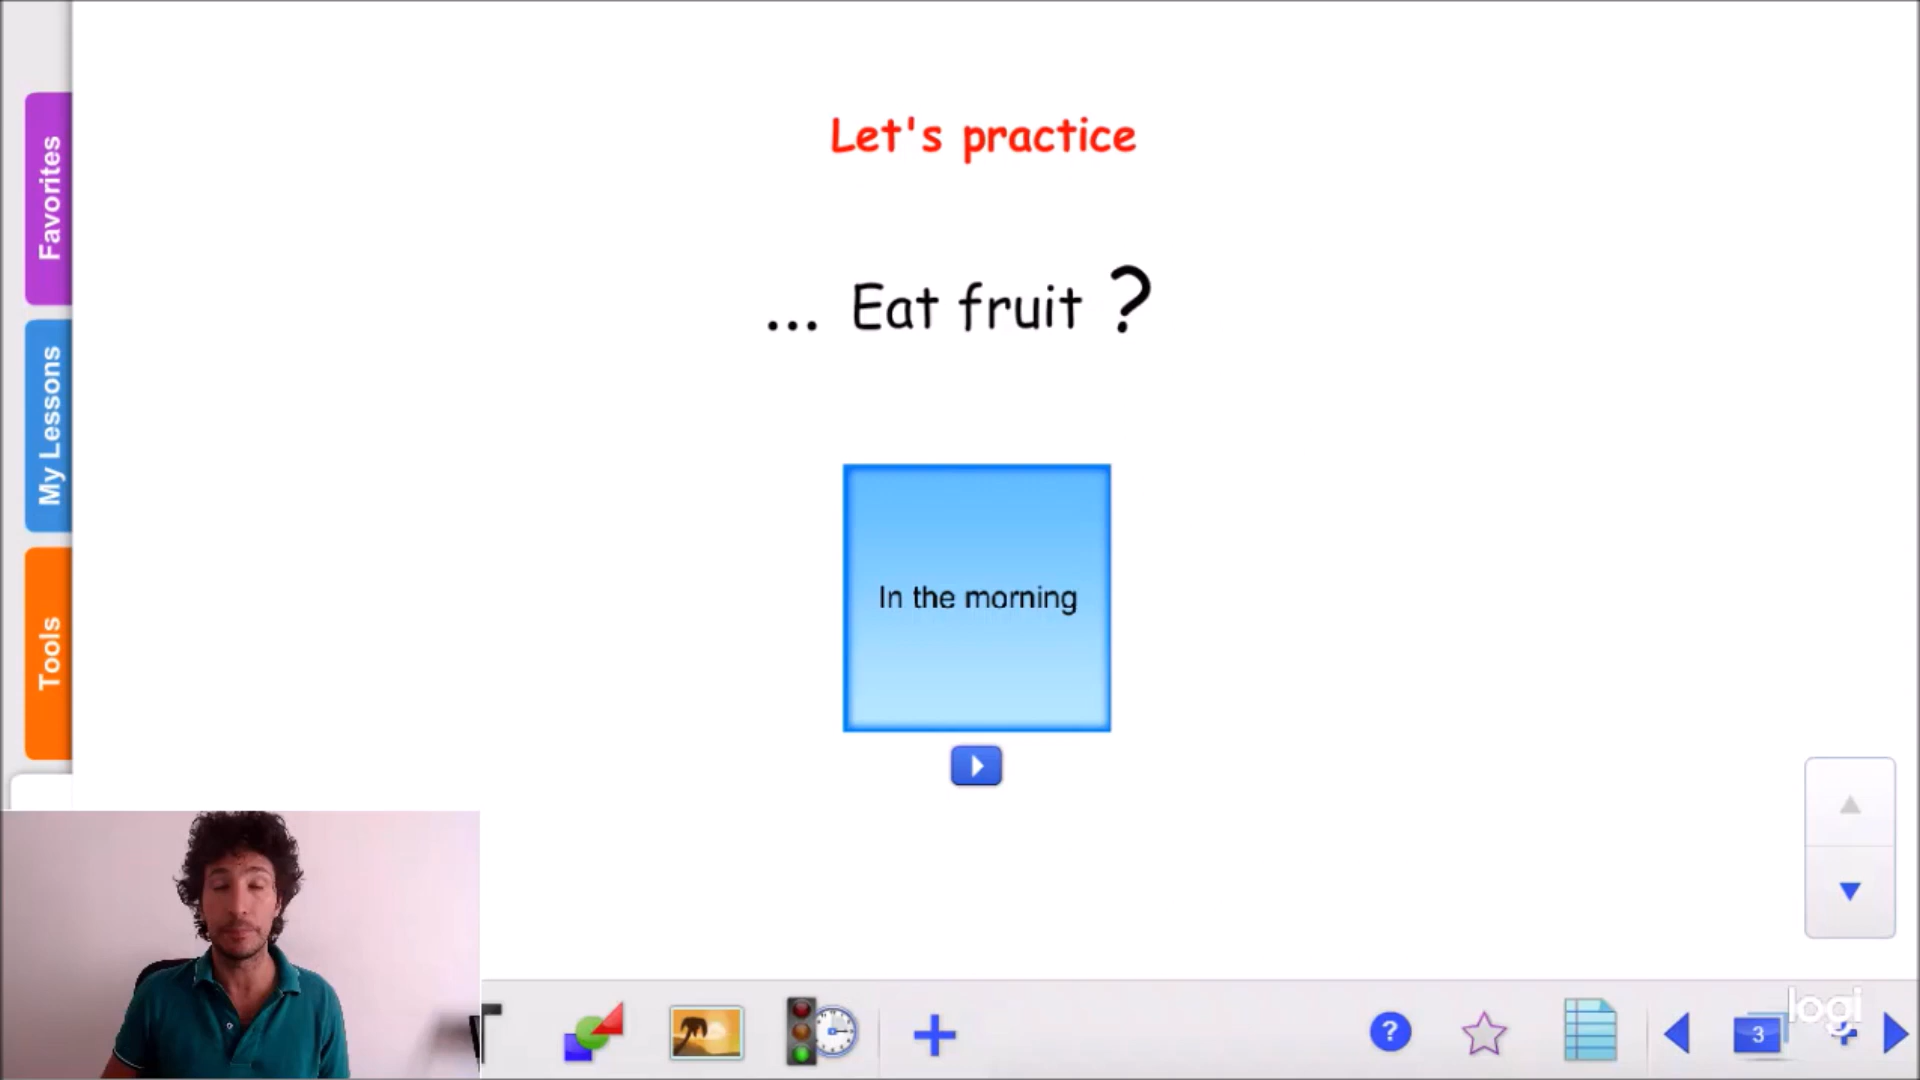 Let's practice
... Eat fruit ?
In the morning
Favorites
My Lessons
Tools
?
3
logi